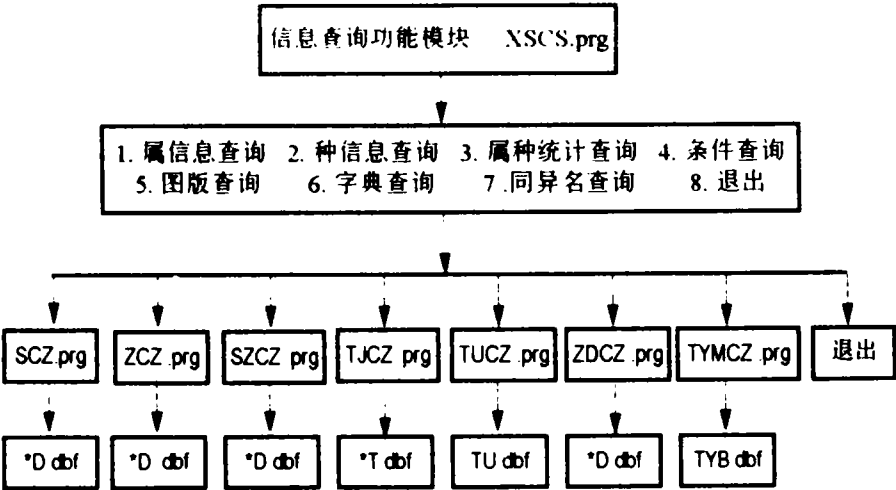 信息查询功能模块 XSCS.prg
1. 属信息查询 2. 种信息查询 3. 属种统计查询 4. 条件查询
5. 图版查询 6. 字典查询 7 .同异名查询 8. 退出
SCZ.prg ZCZ .prg SZCZ prg TJCZ prg TUCZ .prg ZDCZ .prg TYMCZ .prg 退出
*D dbf *D dbf *D dbf *T dbf TU dbf *D dbf TYB dbf